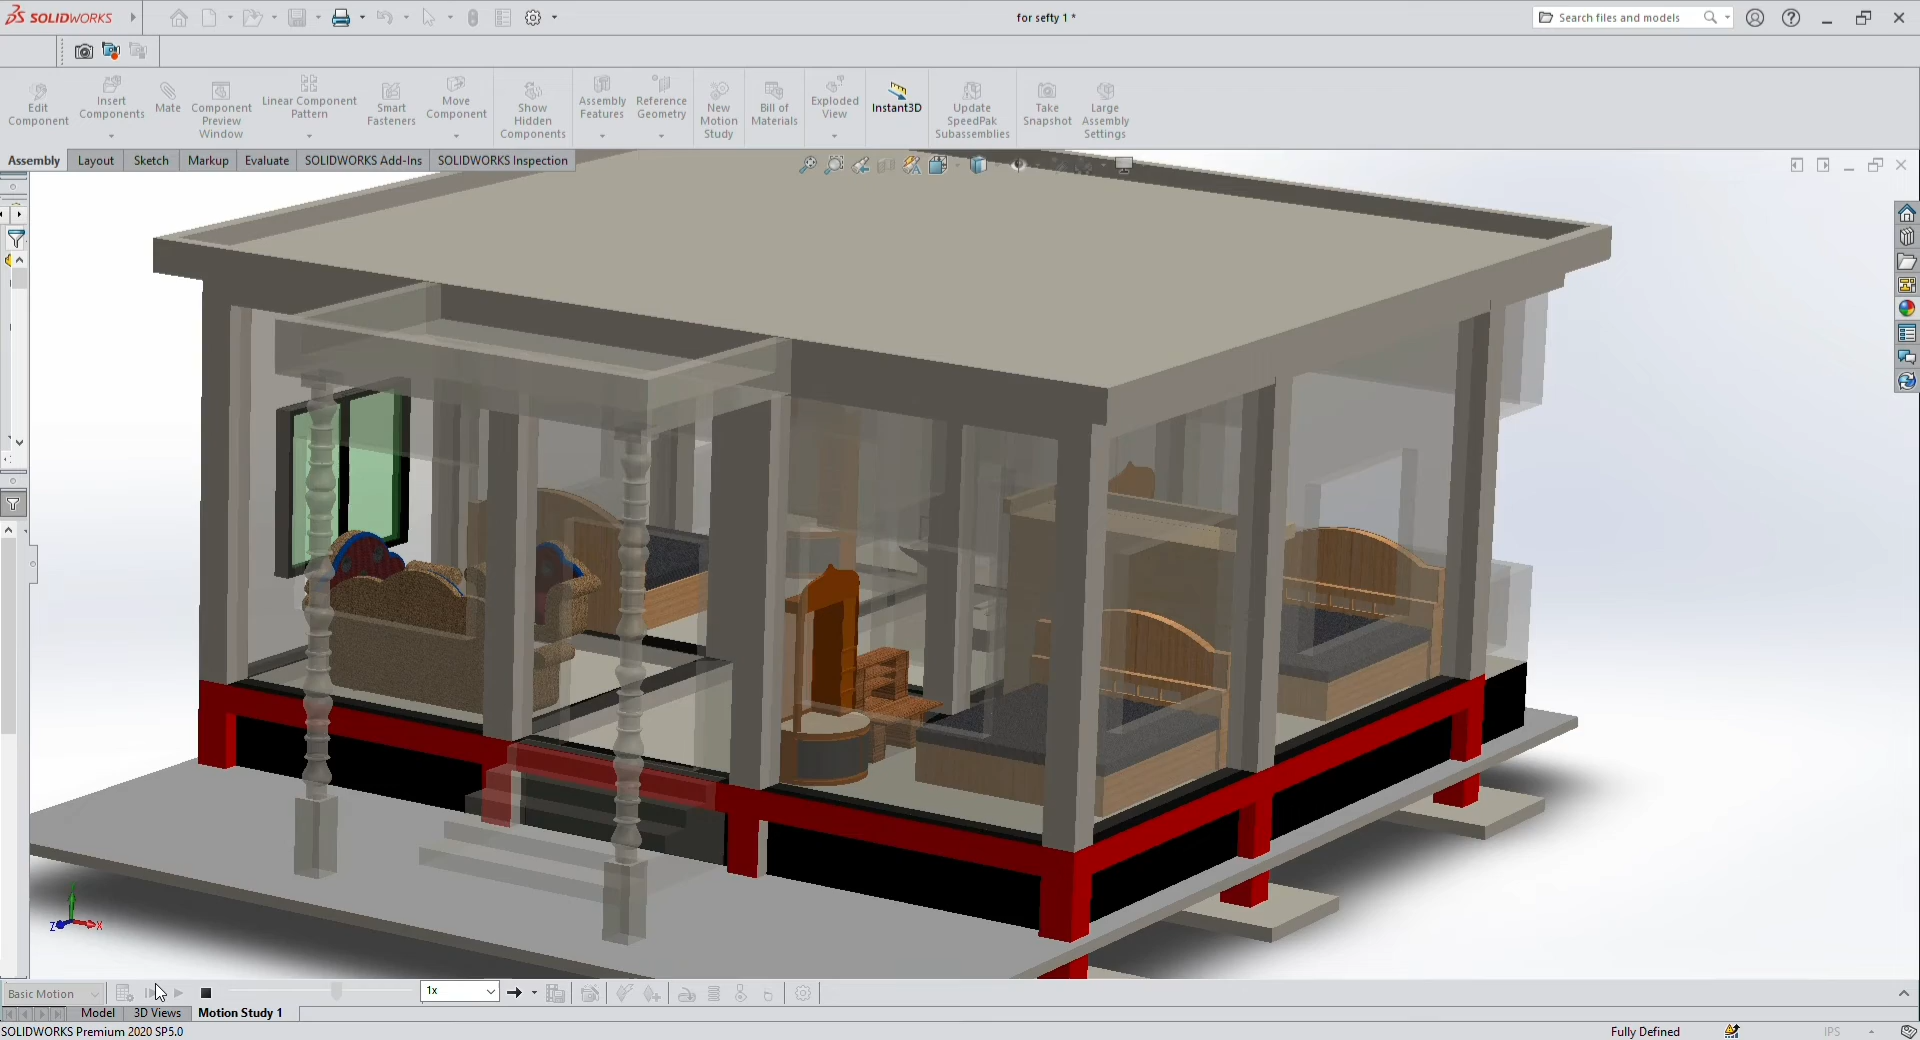 SOLIDWORKS
for sefty 1 *
Search files and models
Edit Component
Insert Components
Mate
Component Preview Window
Linear Component Pattern
Smart Fasteners
Move Component
Show Hidden Components
Assembly Features
Reference Geometry
New Motion Study
Bill of Materials
Exploded View
Instant3D
Update SpeedPak Subassemblies
Take Snapshot
Large Assembly Settings
Assembly
Layout
Sketch
Markup
Evaluate
SOLIDWORKS Add-Ins
SOLIDWORKS Inspection
Z
X
Basic Motion
1x
Model
3D Views
Motion Study 1
SOLIDWORKS Premium 2020 SP5.0
Fully Defined
IPS